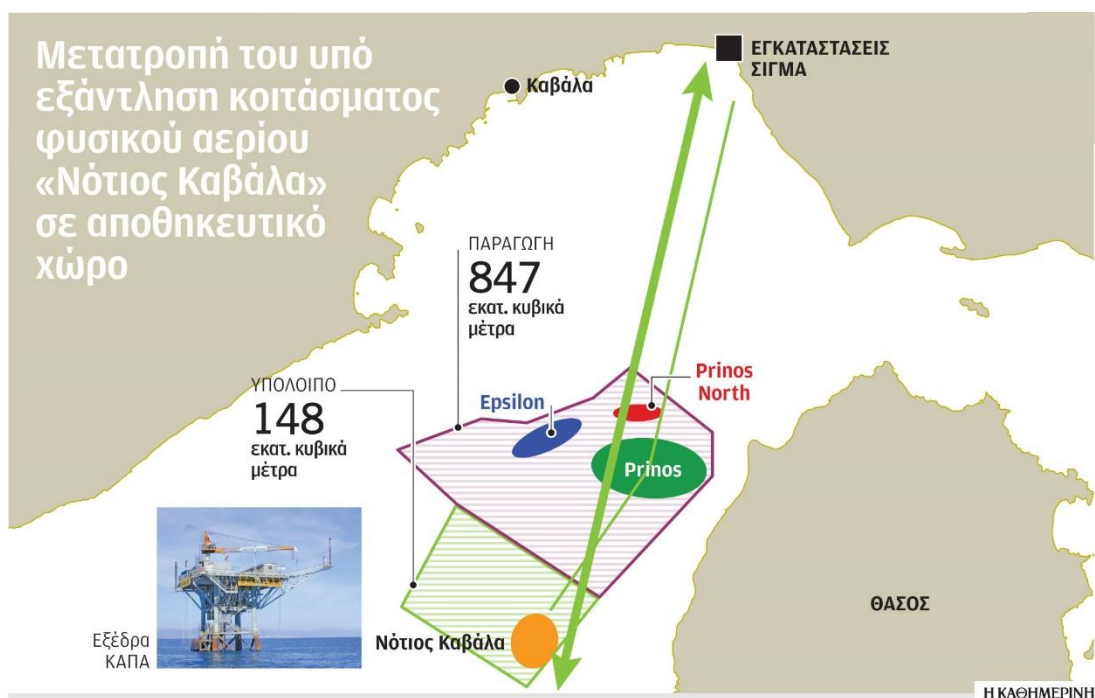 Μετατροπή του υπό
εξάντληση κοιτάσματος
φυσικού αερίου
«Νότιος Καβάλα»
σε αποθηκευτικό
χώρο
ΕΓΚΑΤΑΣΤΑΣΕΙΣ
ΣΙΓΜΑ
Καβάλα
ΠΑΡΑΓΩΓΗ
847
εκατ. κυβικά
μέτρα
ΥΠΟΛΟΙΠΟ
148
εκατ. κυβικά
μέτρα
Epsilon
Prinos
North
Prinos
ΘΑΣΟΣ
Νότιος Καβάλα
Εξέδρα
ΚΑΠΑ
Η ΚΑΘΗΜΕΡΙΝΗ